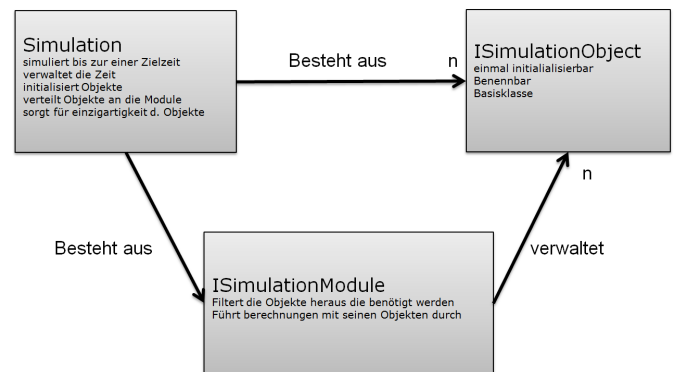 Simulation
simuliert bis zur einer Zielzeit
verwaltet die Zeit
initialisiert Objekte
verteilt Objekte an die Module
sorgt für einzigartigkeit d. Objekte
Besteht aus
n
ISimulationObject
einmal initialialisierbar
Benennbar
Basisklasse
n
Besteht aus
verwaltet
ISimulationModule
Filtert die Objekte heraus die benötigt werden
Führt berechnungen mit seinen Objekten durch